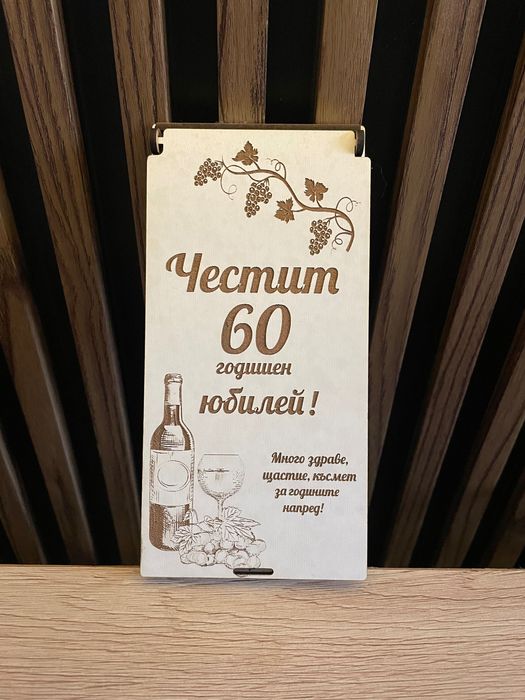 Честит
60
годишен
юбилей!
Много здраве,
щастие, късмет
за годините
напред!